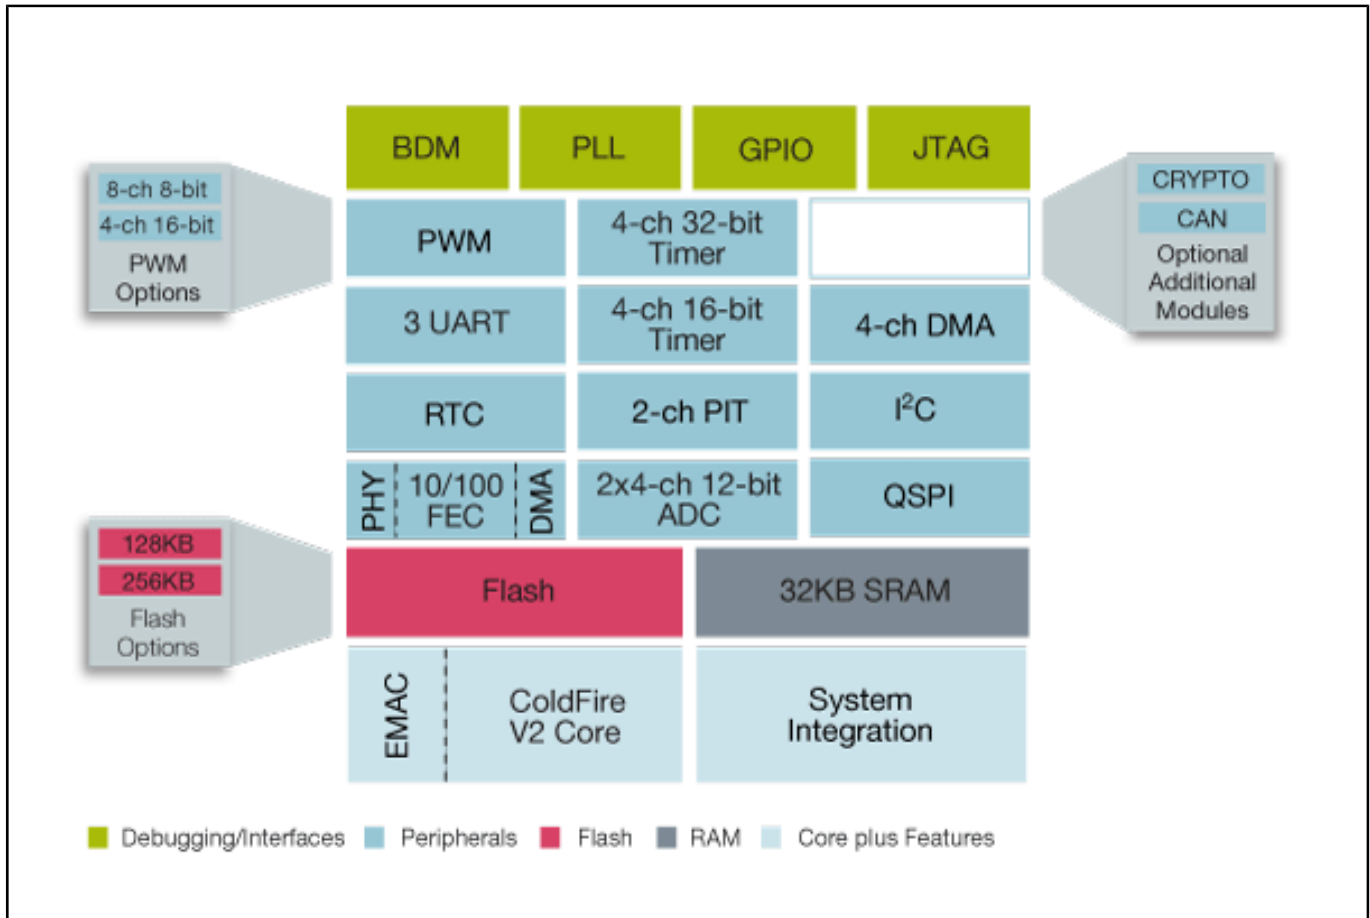 BDM
PLL
GPIO
JTAG
8-ch 8-bit
4-ch 16-bit
PWM
Options
PWM
4-ch 32-bit
Timer
CRYPTO
CAN
Optional
Additional
Modules
3 UART
4-ch 16-bit
Timer
4-ch DMA
RTC
2-ch PIT
I²C
PHY
10/100
FEC
DMA
2x4-ch 12-bit
ADC
QSPI
128KB
256KB
Flash
Options
Flash
32KB SRAM
EMAC
ColdFire
V2 Core
System
Integration
Debugging/Interfaces
Peripherals
Flash
RAM
Core plus Features